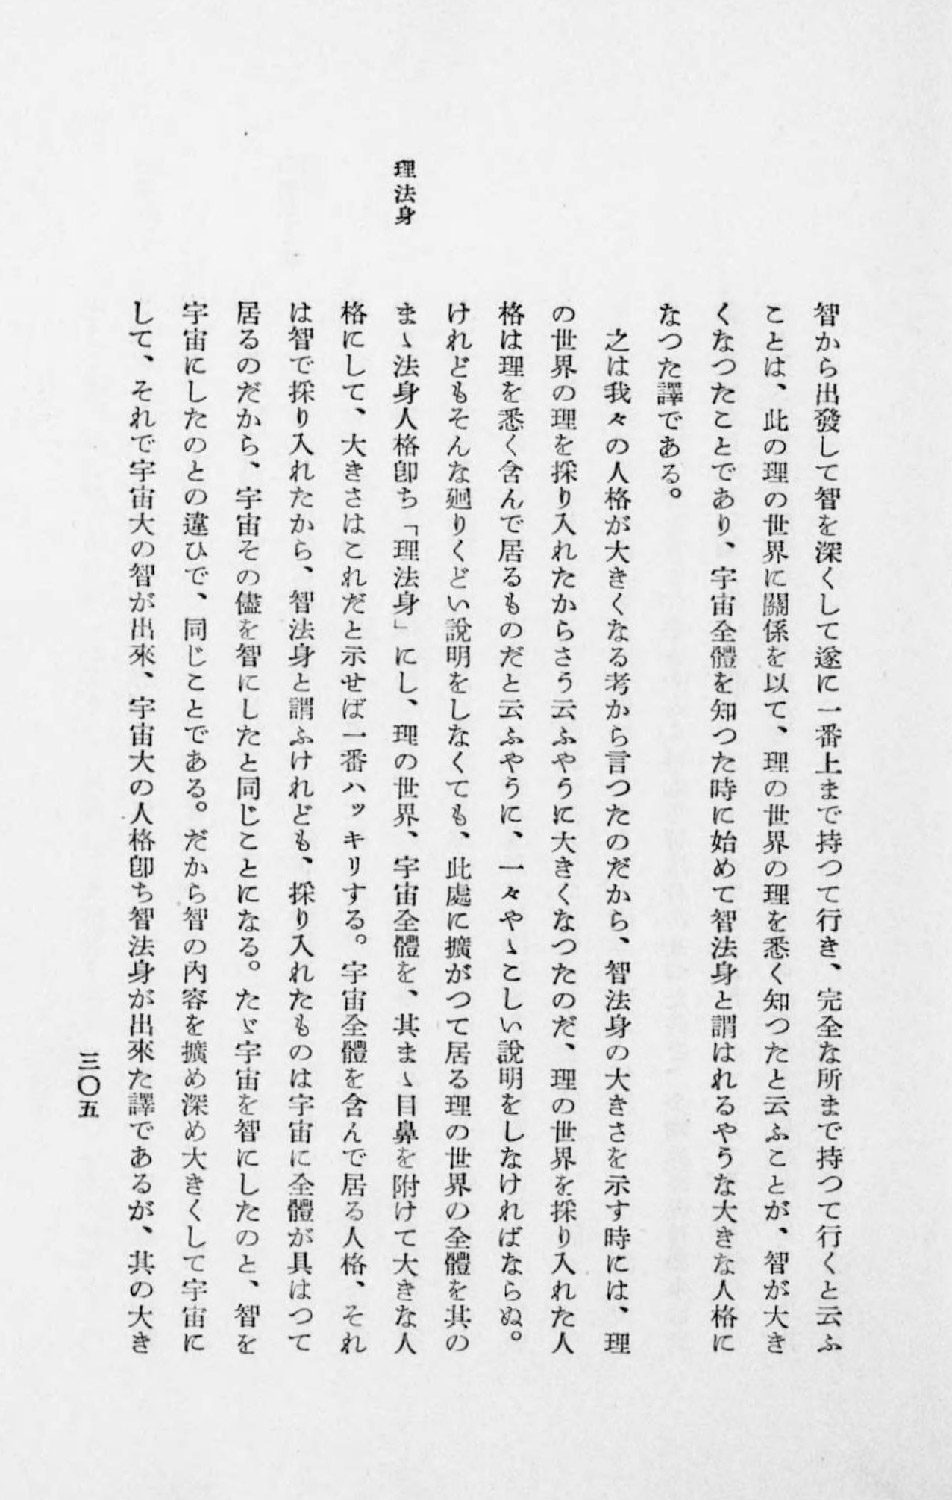 理法身
智から出發して智を深くして遂に一番上まで持つて行き、完全な所まで持つて行くと云ふ
ことは、此の理の世界に關係を以て、理の世界の理を悉く知つたと云ふことが、智が大き
くなつたことであり、宇宙全體を知つた時に始めて智法身と謂はれるやうな大きな人格に
なつた譯である。
之は我々の人格が大きくなる考から言つたのだから、智法身の大きさを示す時には、理
の世界の理を採り入れたからさう云ふやうに大きくなつたのだ、理の世界を採り入れた人
格は理を悉く含んで居るものだと云ふやうに、一々やゝこしい說明をしなければならぬ。
けれどもそんな廻りくどい說明をしなくても、此處に擴がつて居る理の世界の全體を其の
まゝ法身人格卽ち「理法身」にし、理の世界、宇宙全體を、其まゝ目鼻を附けて大きな人
格にして、大きさはこれだと示せば一番ハッキリする。宇宙全體を含んで居る人格、それ
は智で採り入れたから、智法身と謂ふけれども、採り入れたものは宇宙に全體が具はつて
居るのだから、宇宙その儘を智にしたと同じことになる。たゞ宇宙を智にしたのと、智を
宇宙にしたのとの違ひで、同じことである。だから智の內容を擴め深め大きくして宇宙に
して、それで宇宙大の智が出來、宇宙大の人格卽ち智法身が出來た譯であるが、其の大き
三〇五